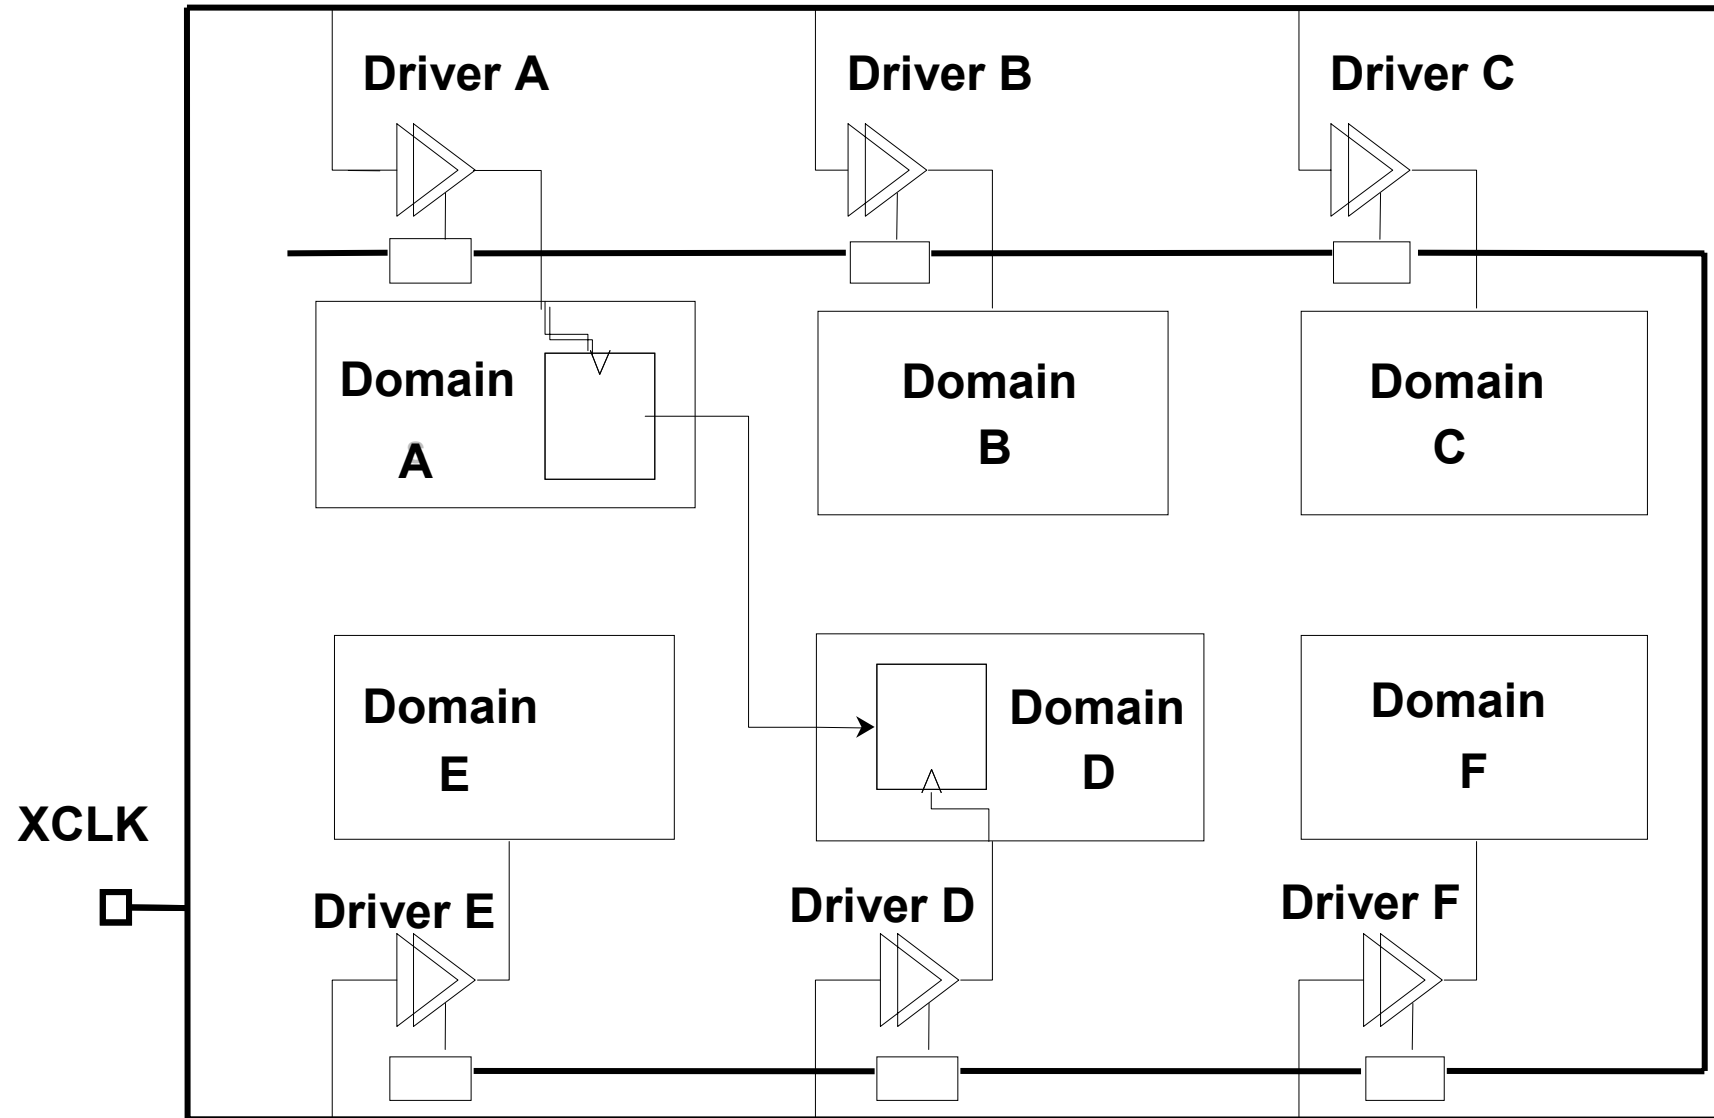 Driver A
Driver B
Driver C
Domain
A
Domain
B
Domain
C
Domain
E
Domain
D
Domain
F
XCLK
Driver E
Driver D
Driver F